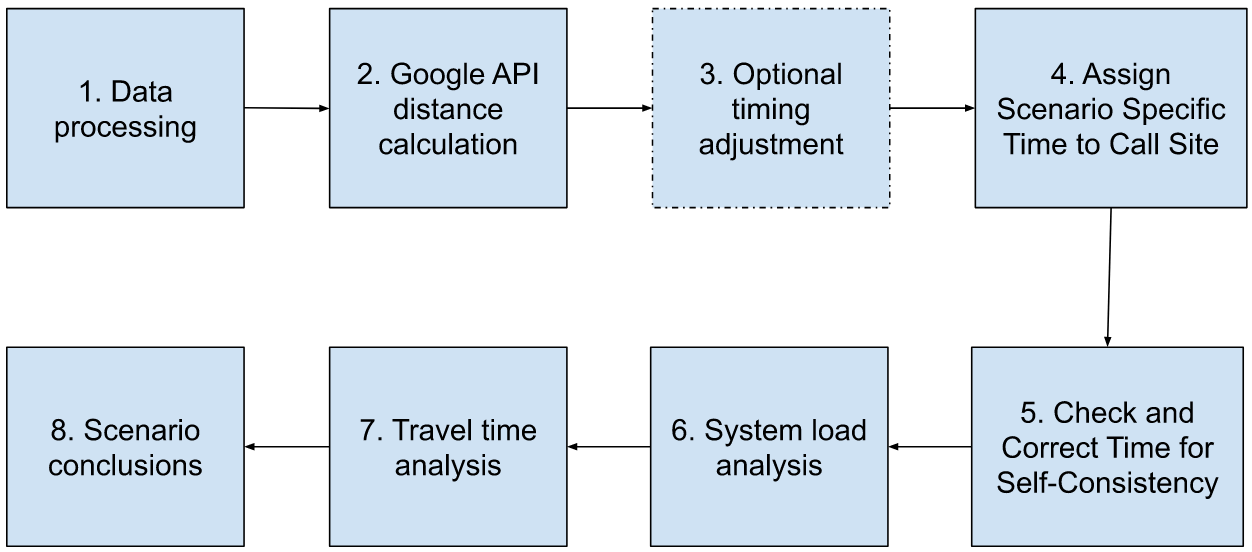 1. Data
processing
2. Google API
distance
calculation
3. Optional
timing
adjustment
4. Assign
Scenario Specific
Time to Call Site
5. Check and
Correct Time for
Self-Consistency
6. System load
analysis
7. Travel time
analysis
8. Scenario
conclusions